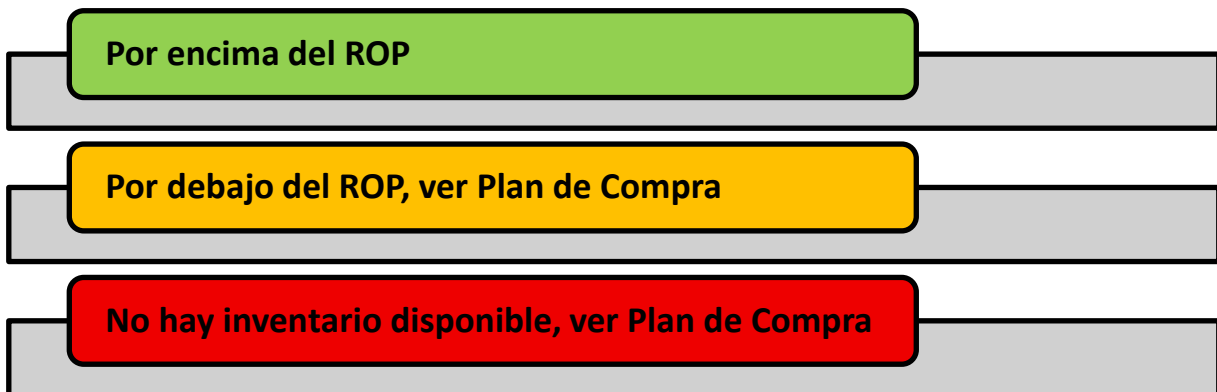 Por encima del ROP
Por debajo del ROP, ver Plan de Compra
No hay inventario disponible, ver Plan de Compra